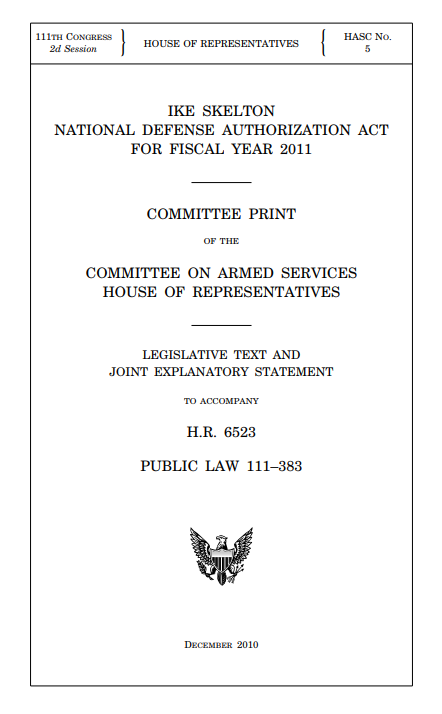 111TH CONGRESS
2d Session
HOUSE OF REPRESENTATIVES
HASC NO.
5
IKE SKELTON
NATIONAL DEFENSE AUTHORIZATION ACT
FOR FISCAL YEAR 2011
COMMITTEE PRINT
OF THE
COMMITTEE ON ARMED SERVICES
HOUSE OF REPRESENTATIVES
LEGISLATIVE TEXT AND
JOINT EXPLANATORY STATEMENT
TO ACCOMPANY
H.R. 6523
PUBLIC LAW 111–383
DECEMBER 2010